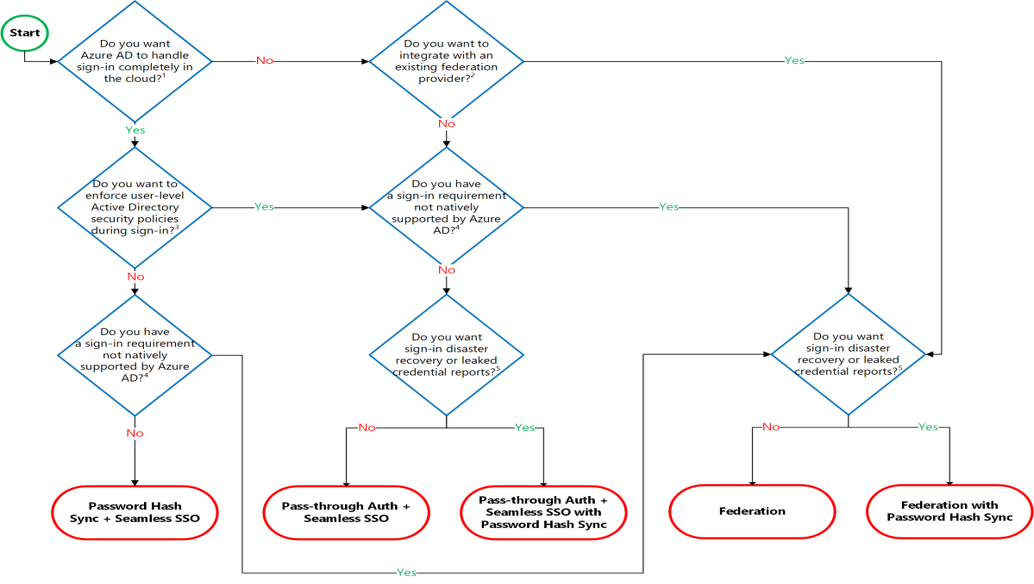 Start
Do you want
Azure AD to handle
sign-in completely in
the cloud?¹
No
Do you want to
integrate with an
existing federation
provider?²
Yes
Yes
No
Do you want to
enforce user-level
Active Directory
security policies
during sign-in?³
Yes
Do you have
a sign-in requirement
not natively
supported by Azure
AD?⁴
Yes
No
No
Do you have
a sign-in requirement
not natively
supported by Azure
AD?⁴
Do you want
sign-in disaster
recovery or leaked
credential reports?⁵
Do you want
sign-in disaster
recovery or leaked
credential reports?⁵
No
No
Yes
No
Yes
Password Hash
Sync + Seamless SSO
Pass-through Auth +
Seamless SSO
Pass-through Auth +
Seamless SSO with
Password Hash Sync
Federation
Federation with
Password Hash Sync
Yes